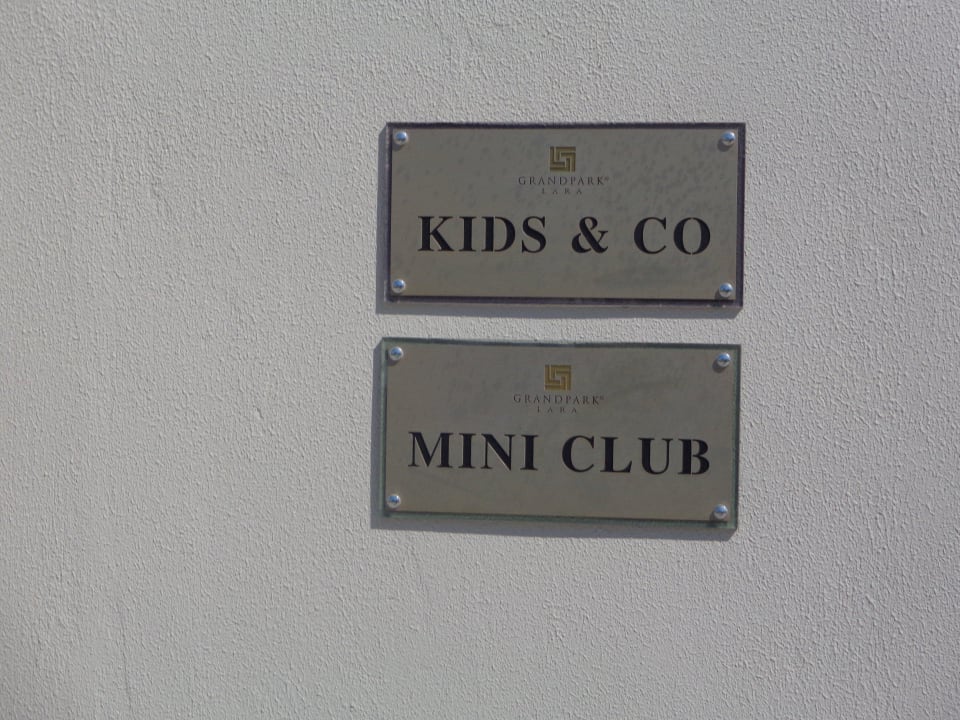 GRANDPARK®
LARA
KIDS & CO
GRANDPARK®
LARA
MINI CLUB